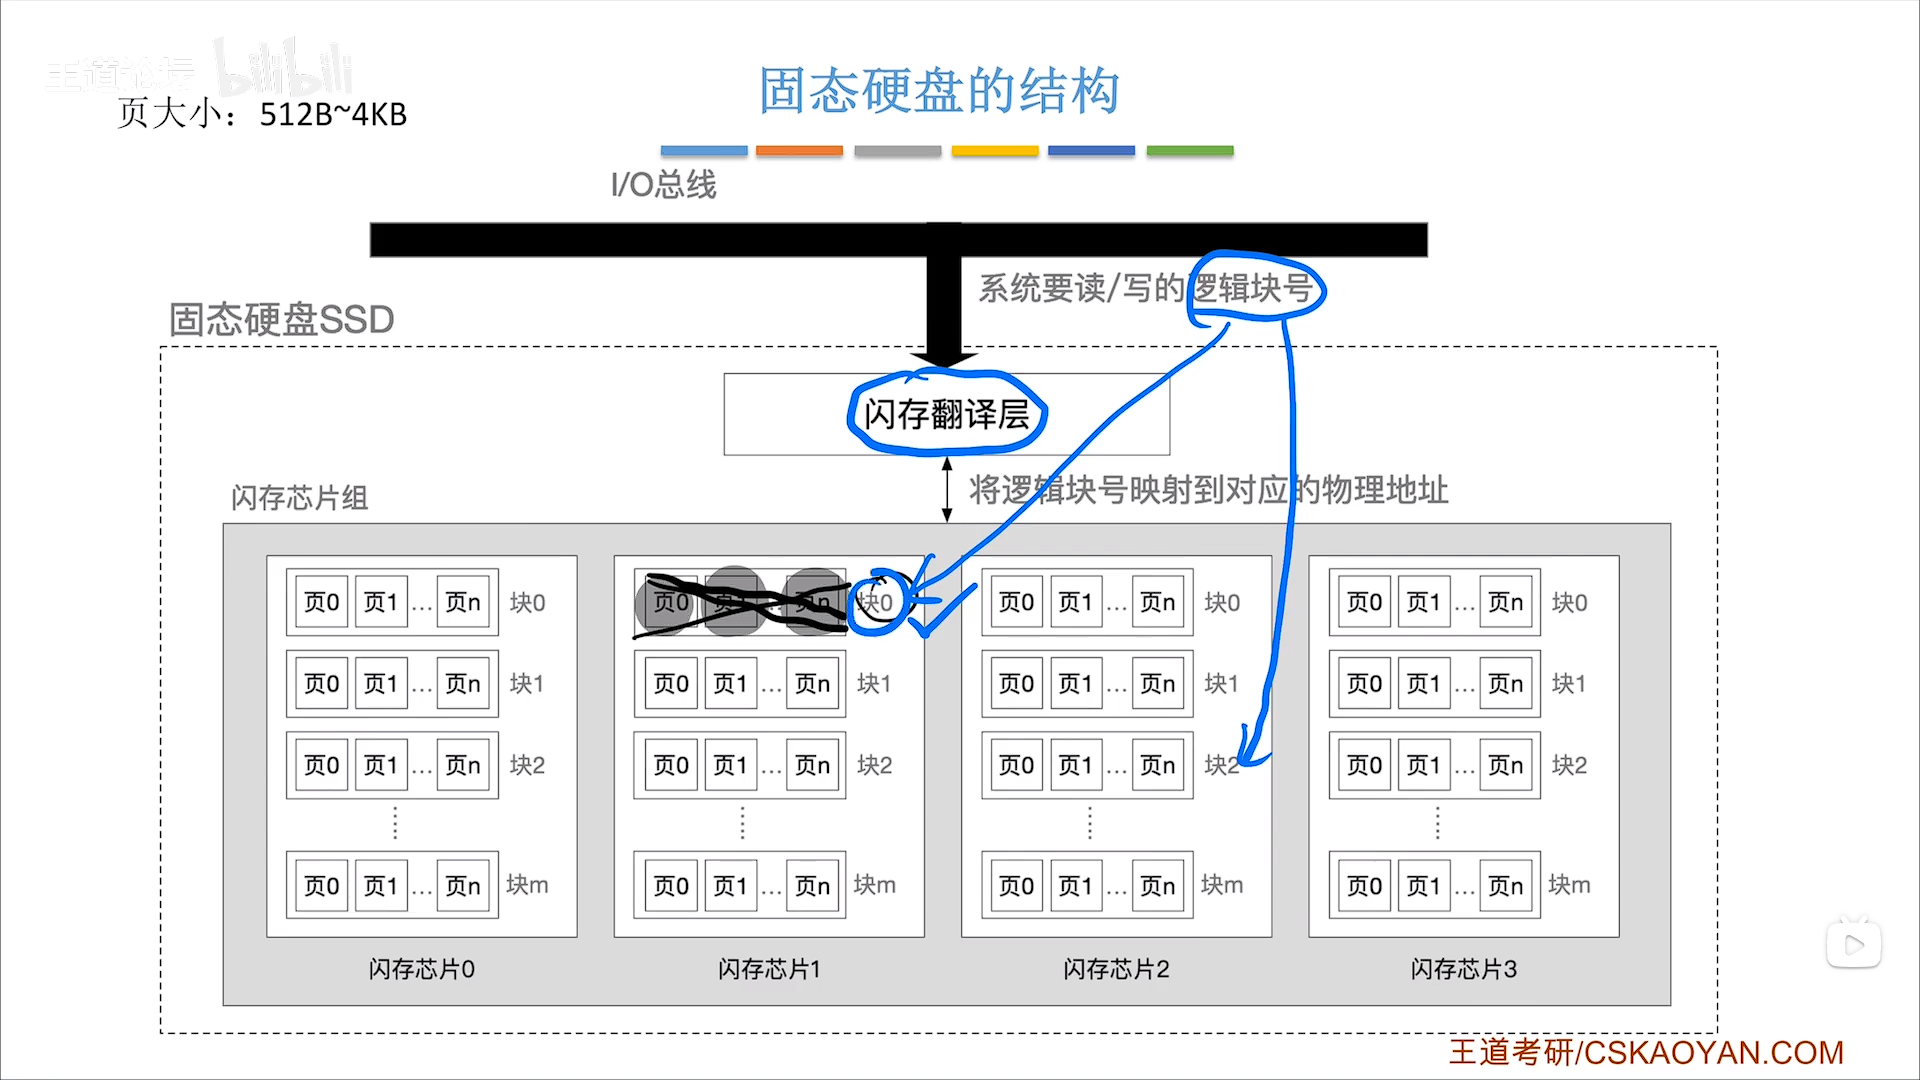 王道论坛 bilibili
页大小：512B~4KB
固态硬盘的结构
I/O总线
系统要读/写的逻辑块号
固态硬盘SSD
闪存翻译层
将逻辑块号映射到对应的物理地址
闪存芯片组
页0 页1 … 页n 块0
页0 页1 … 页n 块1
页0 页1 … 页n 块2
页0 页1 … 页n 块m
闪存芯片0
页0 页1 … 页n 块0
页0 页1 … 页n 块1
页0 页1 … 页n 块2
页0 页1 … 页n 块m
闪存芯片1
页0 页1 … 页n 块0
页0 页1 … 页n 块1
页0 页1 … 页n 块2
页0 页1 … 页n 块m
闪存芯片2
页0 页1 … 页n 块0
页0 页1 … 页n 块1
页0 页1 … 页n 块2
页0 页1 … 页n 块m
闪存芯片3
王道考研/CSKAOYAN.COM